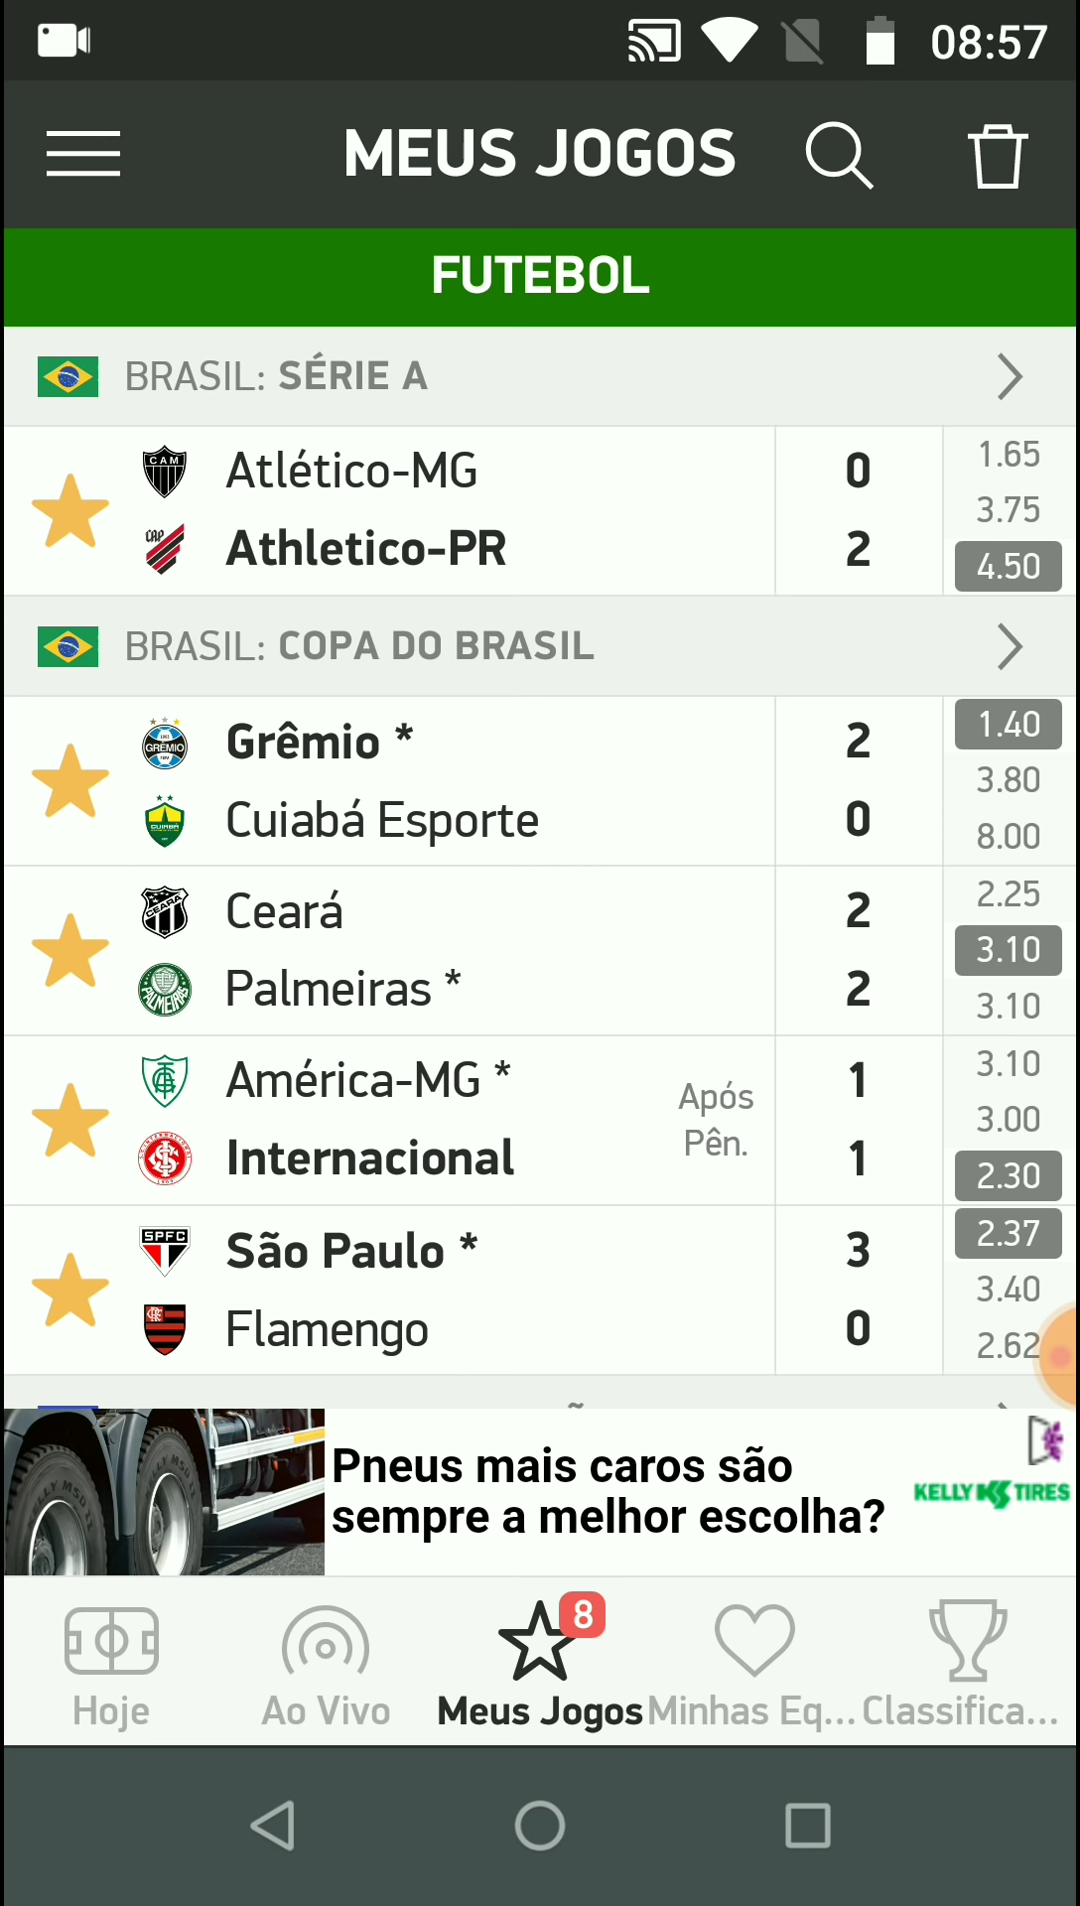 08:57
MEUS JOGOS
FUTEBOL
BRASIL: SÉRIE A
Atlético-MG 0 1.65
3.75
Athletico-PR 2 4.50
BRASIL: COPA DO BRASIL
Grêmio * 2 1.40
3.80
Cuiabá Esporte 0 8.00
Ceará 2 2.25
3.10
Palmeiras * 2 3.10
América-MG * 1 3.10
Após Pên. 3.00
Internacional 1 2.30
São Paulo * 3 2.37
3.40
Flamengo 0 2.62
Pneus mais caros são
sempre a melhor escolha?
KELLY TIRES
8
Hoje Ao Vivo Meus Jogos Minhas Eq... Classifica...